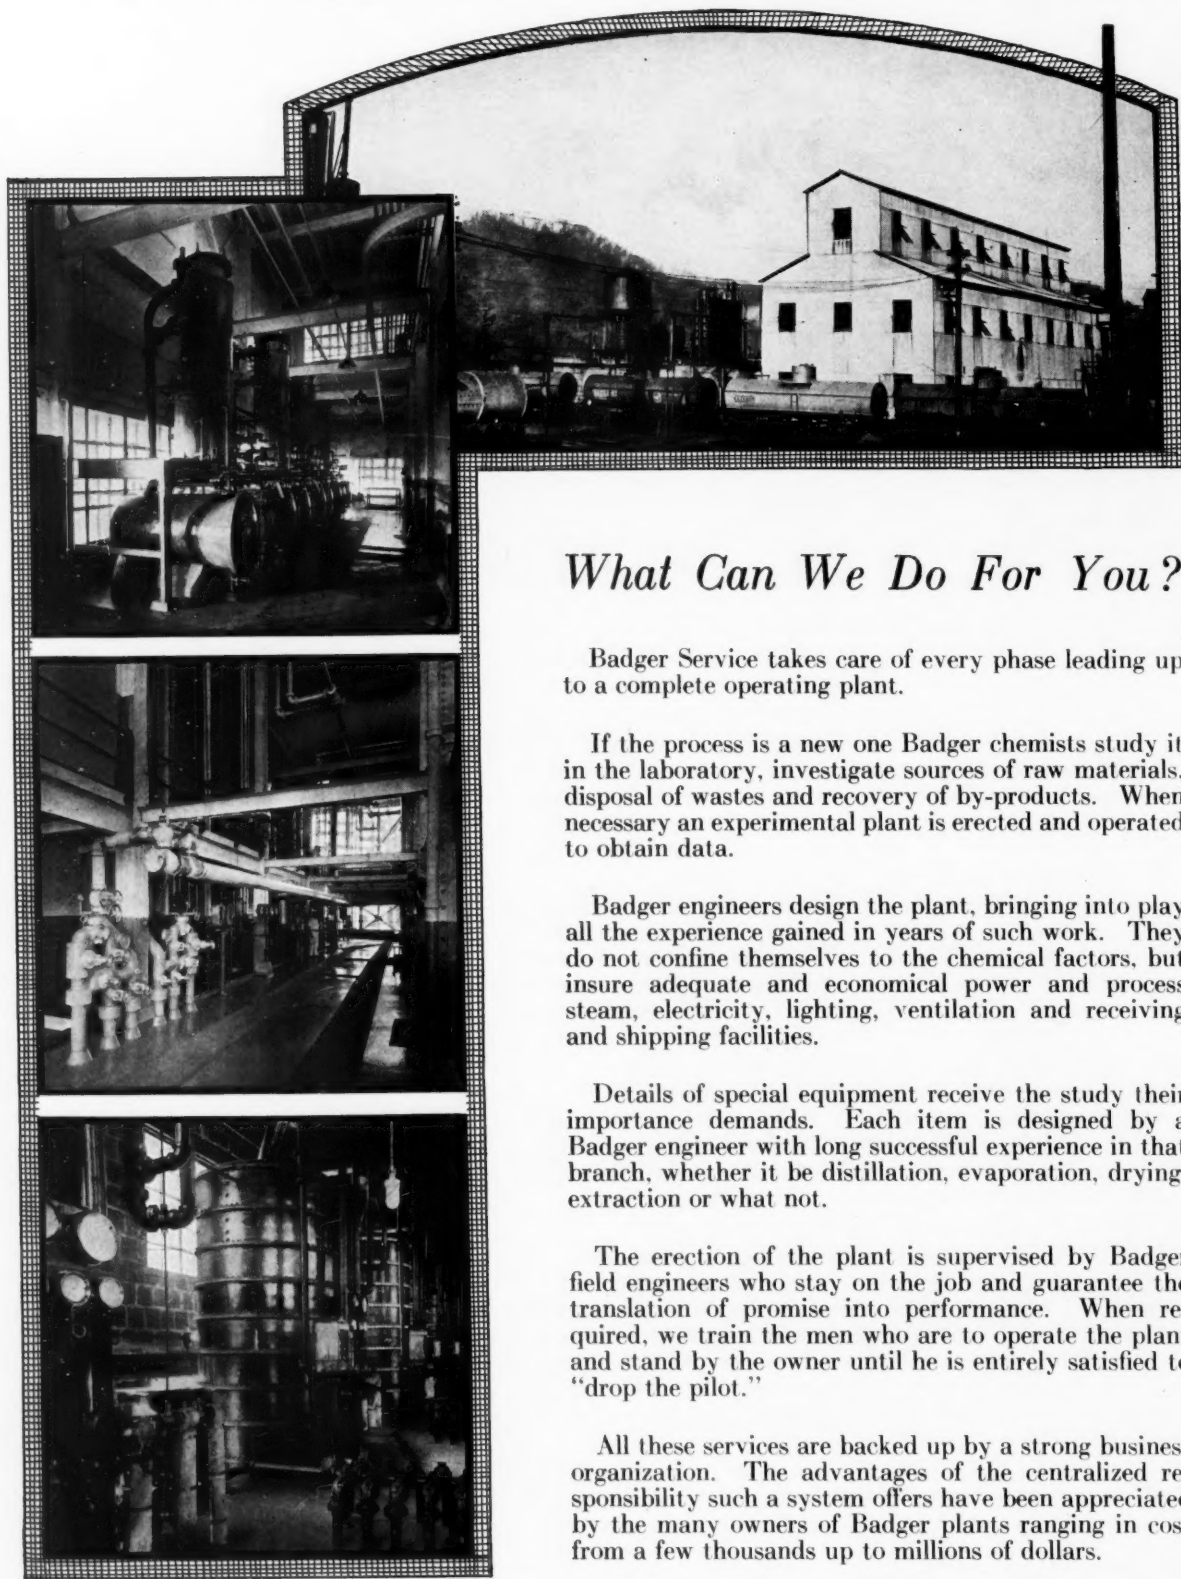 What Can We Do For You?
Badger Service takes care of every phase leading up
to a complete operating plant.
If the process is a new one Badger chemists study it
in the laboratory, investigate sources of raw materials,
disposal of wastes and recovery of by-products. When
necessary an experimental plant is erected and operated
to obtain data.
Badger engineers design the plant, bringing into play
all the experience gained in years of such work. They
do not confine themselves to the chemical factors, but
insure adequate and economical power and process
steam, electricity, lighting, ventilation and receiving
and shipping facilities.
Details of special equipment receive the study their
importance demands. Each item is designed by a
Badger engineer with long successful experience in that
branch, whether it be distillation, evaporation, drying,
extraction or what not.
The erection of the plant is supervised by Badger
field engineers who stay on the job and guarantee the
translation of promise into performance. When re-
quired, we train the men who are to operate the plan
and stand by the owner until he is entirely satisfied to
“drop the pilot.”
All these services are backed up by a strong busines
organization. The advantages of the centralized re
sponsibility such a system offers have been appreciated
by the many owners of Badger plants ranging in cos
from a few thousands up to millions of dollars.